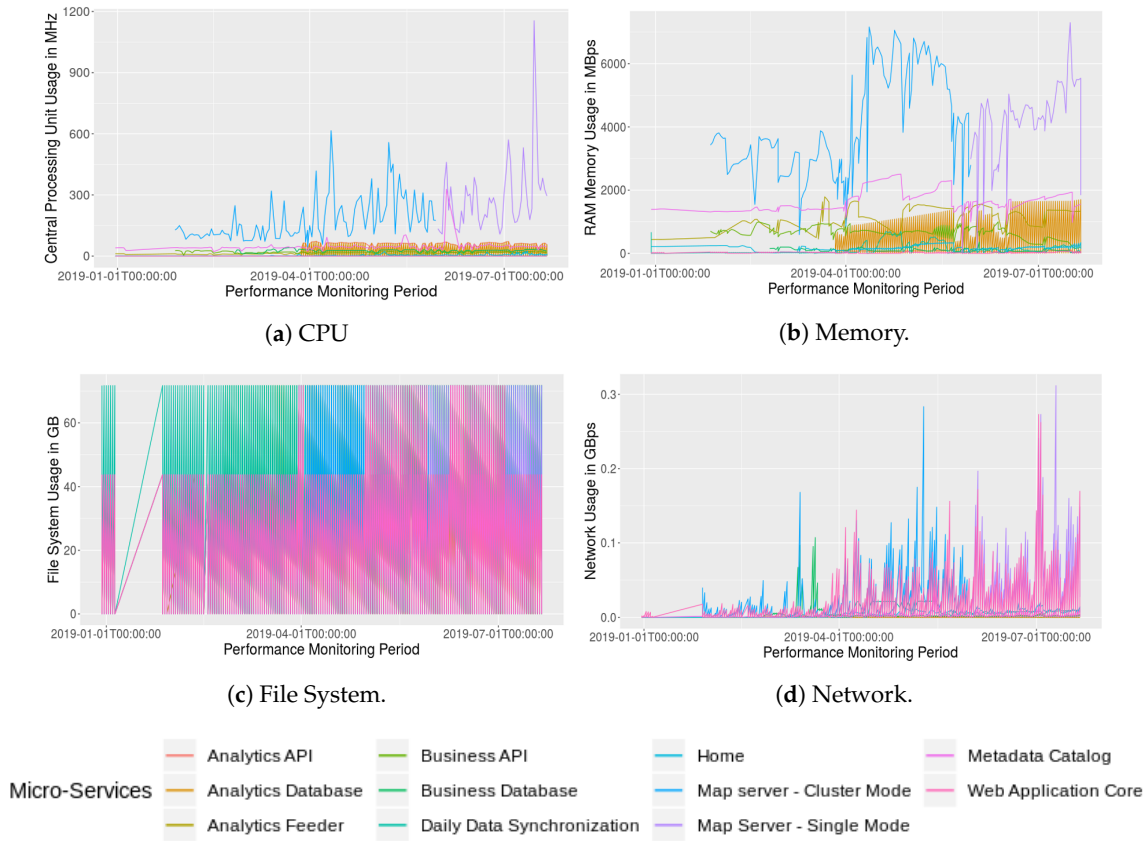 Central Processing Unit Usage in MHz
1200
900
600
300
0
2019-01-01T00:00:00
2019-04-01T00:00:00
2019-07-01T00:00:00
Performance Monitoring Period
(a) CPU
RAM Memory Usage in MBps
6000
4000
2000
0
2019-01-01T00:00:00
2019-04-01T00:00:00
2019-07-01T00:00:00
Performance Monitoring Period
(b) Memory.
File System Usage in GB
60
40
20
0
2019-01-01T00:00:00
2019-04-01T00:00:00
2019-07-01T00:00:00
Performance Monitoring Period
(c) File System.
Network Usage in GBps
0.3
0.2
0.1
0.0
2019-01-01T00:00:00
2019-04-01T00:00:00
2019-07-01T00:00:00
Performance Monitoring Period
(d) Network.
Micro-Services
Analytics API
Analytics Database
Analytics Feeder
Business API
Business Database
Daily Data Synchronization
Home
Map server - Cluster Mode
Map Server - Single Mode
Metadata Catalog
Web Application Core